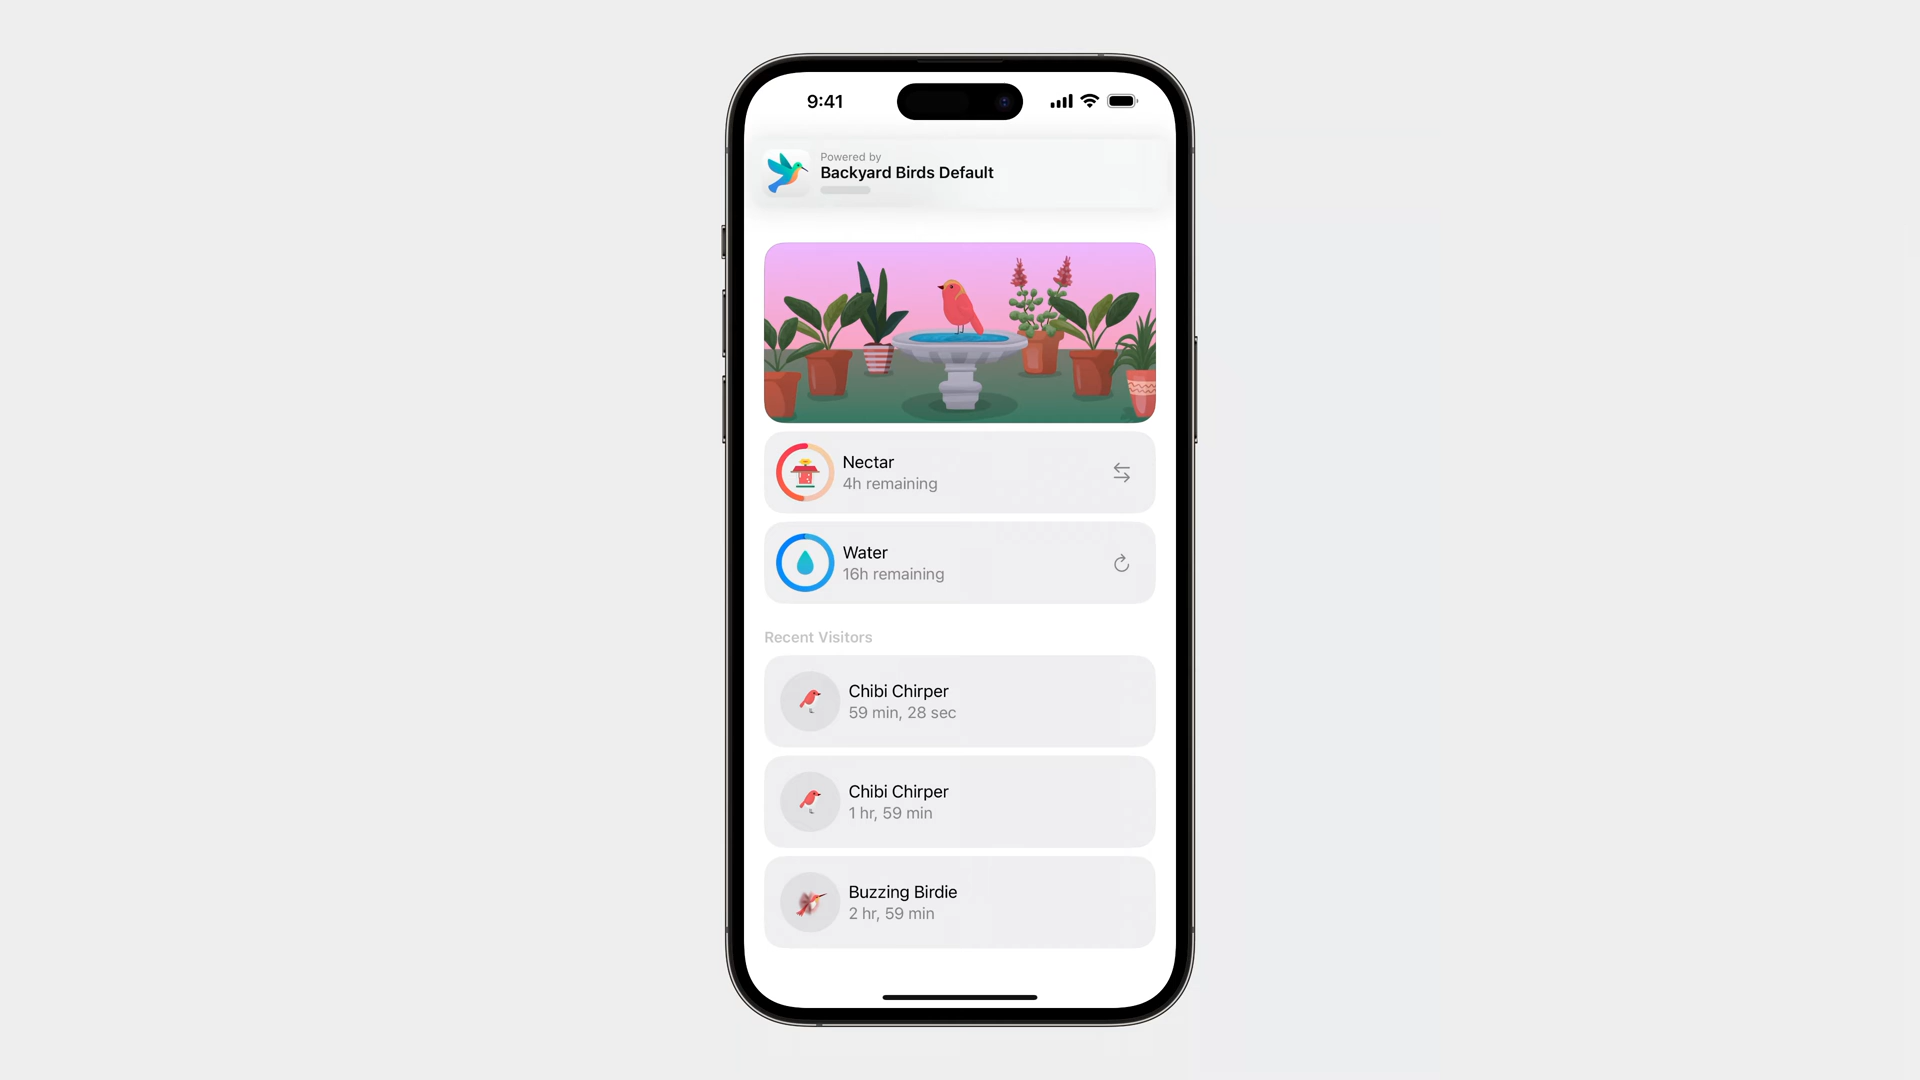 9:41
Powered by
Backyard Birds Default
Nectar
4h remaining
Water
16h remaining
Recent Visitors
Chibi Chirper
59 min, 28 sec
Chibi Chirper
1 hr, 59 min
Buzzing Birdie
2 hr, 59 min